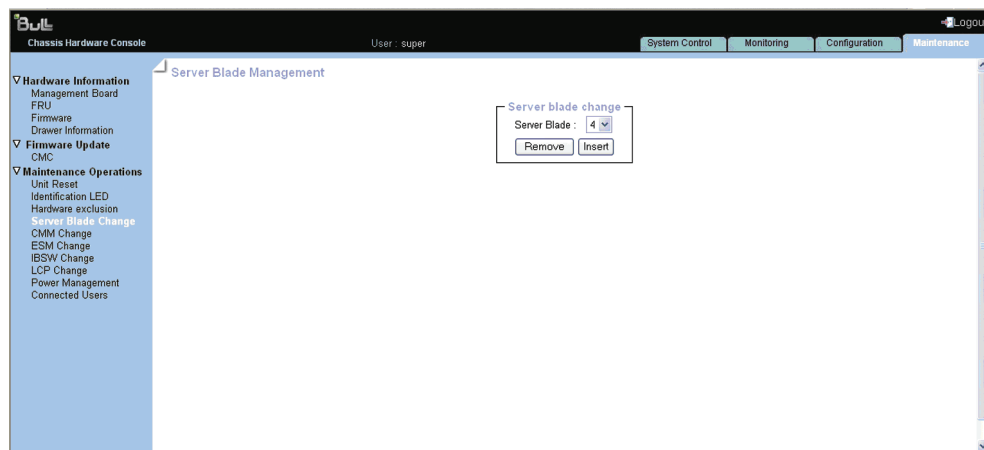 Bull
Logou
Chassis Hardware Console
User : super
System Control
Monitoring
Configuration
Maintenance
Hardware Information
Management Board
FRU
Firmware
Drawer Information
Firmware Update
CMC
Maintenance Operations
Unit Reset
Identification LED
Hardware exclusion
Server Blade Change
CMM Change
ESM Change
IBSW Change
LCP Change
Power Management
Connected Users
Server Blade Management
Server blade change
Server Blade : 4
Remove Insert